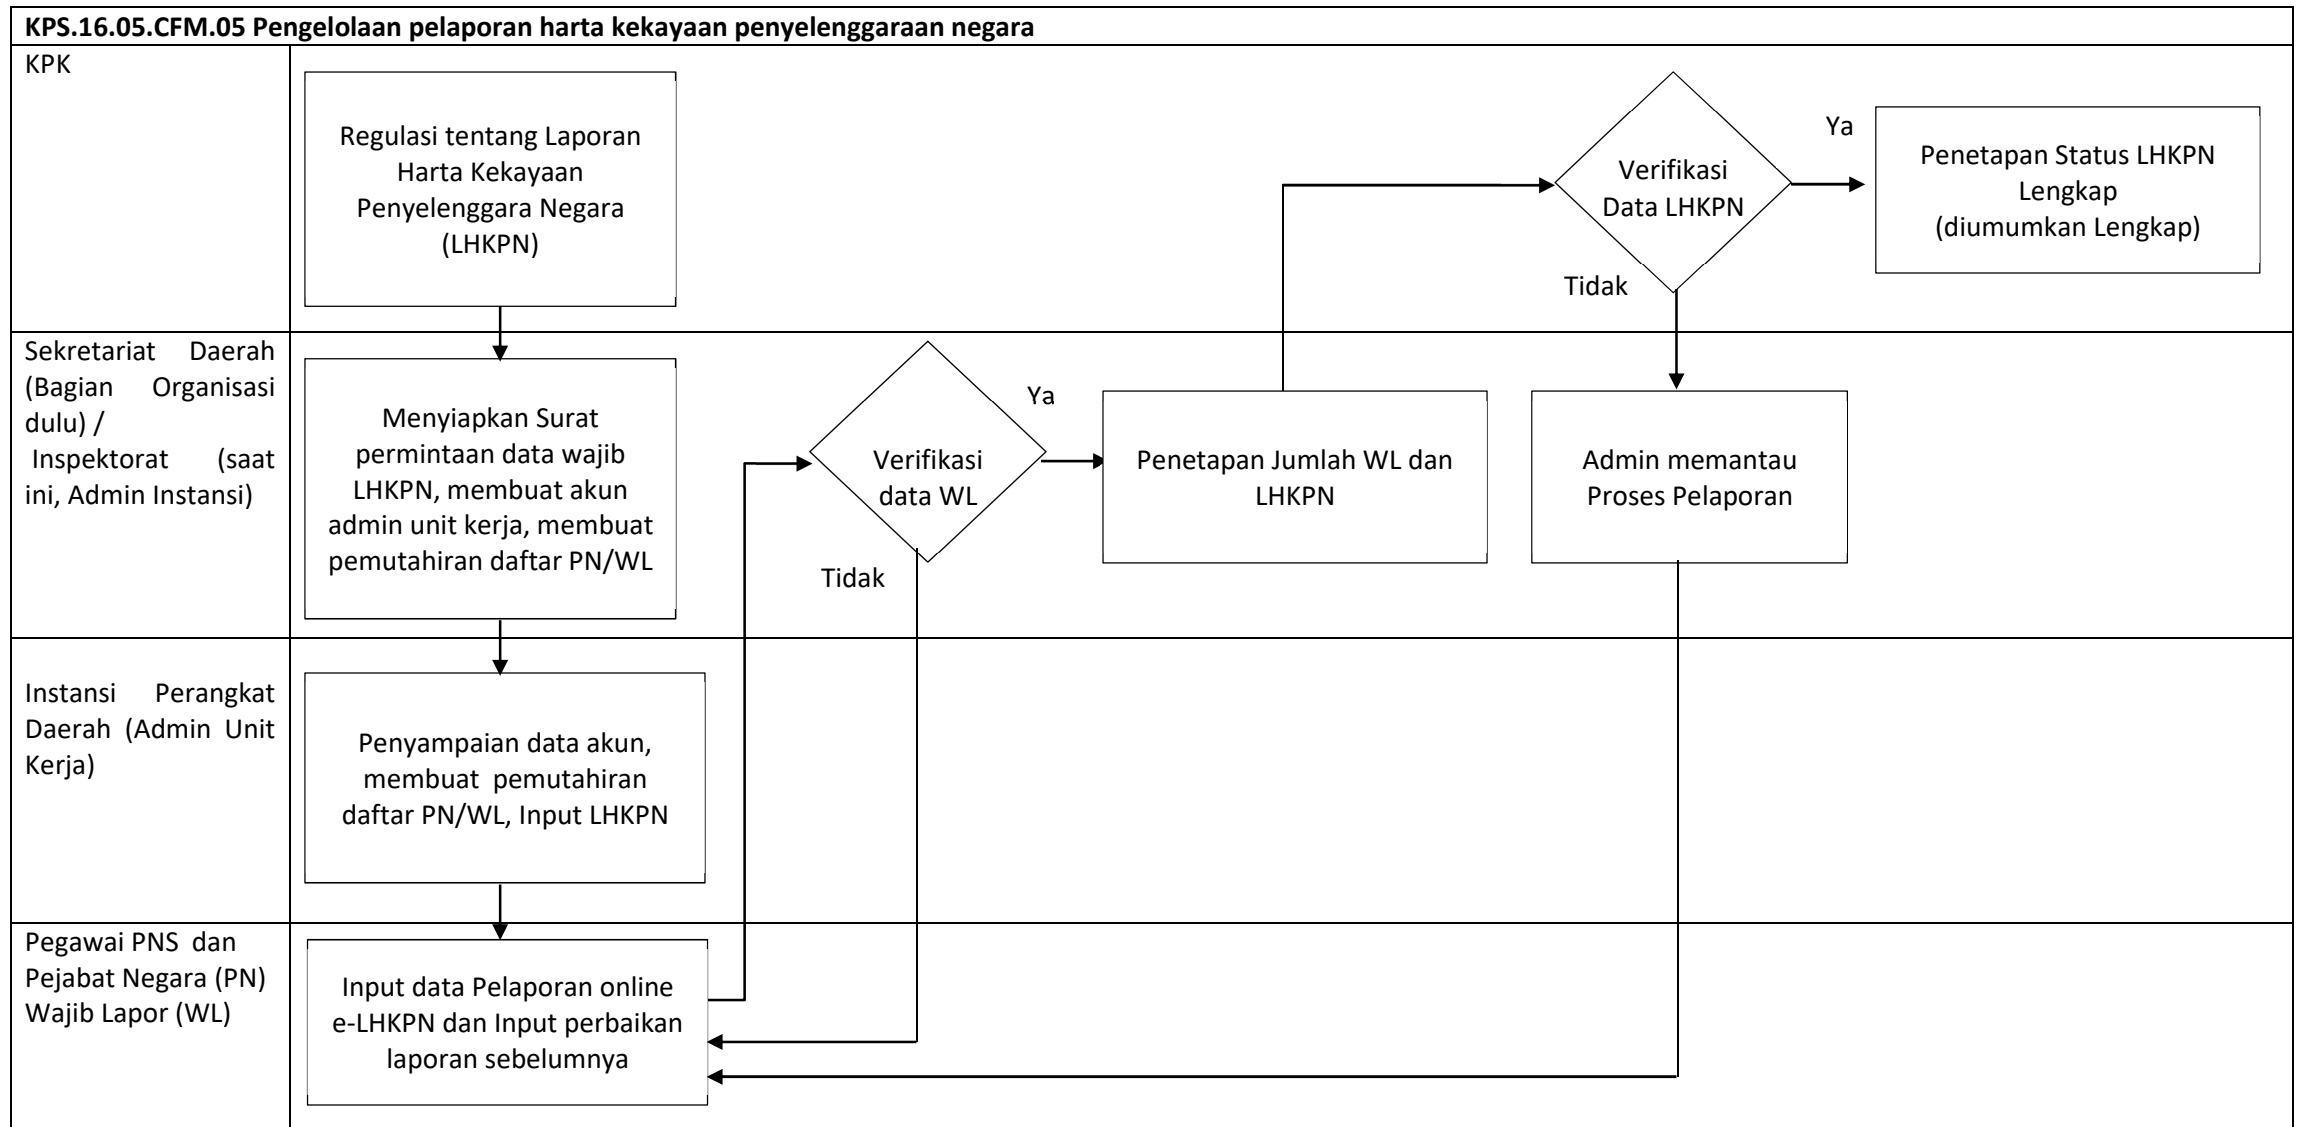 KPS.16.05.CFM.05 Pengelolaan pelaporan harta kekayaan penyelenggaraan negara
KPK
Regulasi tentang Laporan
Harta Kekayaan
Penyelenggara Negara
(LHKPN)
Verifikasi
Data LHKPN
Ya
Tidak
Penetapan Status LHKPN
Lengkap
(diumumkan Lengkap)
Sekretariat Daerah
(Bagian Organisasi
dulu) /
Inspektorat (saat
ini, Admin Instansi)
Menyiapkan Surat
permintaan data wajib
LHKPN, membuat akun
admin unit kerja, membuat
pemutahiran daftar PN/WL
Verifikasi
data WL
Ya
Tidak
Penetapan Jumlah WL dan
LHKPN
Admin memantau
Proses Pelaporan
Instansi Perangkat
Daerah (Admin Unit
Kerja)
Penyampaian data akun,
membuat pemutahiran
daftar PN/WL, Input LHKPN
Pegawai PNS dan
Pejabat Negara (PN)
Wajib Lapor (WL)
Input data Pelaporan online
e-LHKPN dan Input perbaikan
laporan sebelumnya